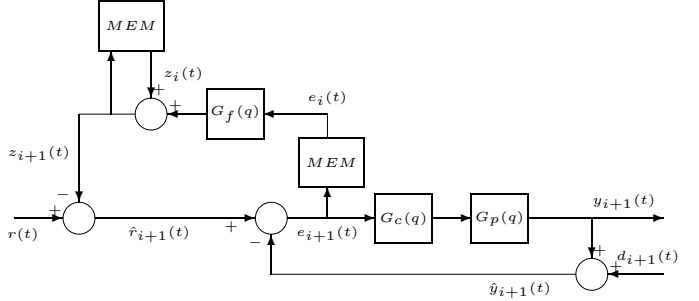 MEM
z_i(t)
+
+
G_f(q)
e_i(t)
z_{i+1}(t)
MEM
−
+
r(t)
r̂_{i+1}(t)
+
−
e_{i+1}(t)
G_c(q)
G_p(q)
y_{i+1}(t)
+
+
d_{i+1}(t)
ŷ_{i+1}(t)